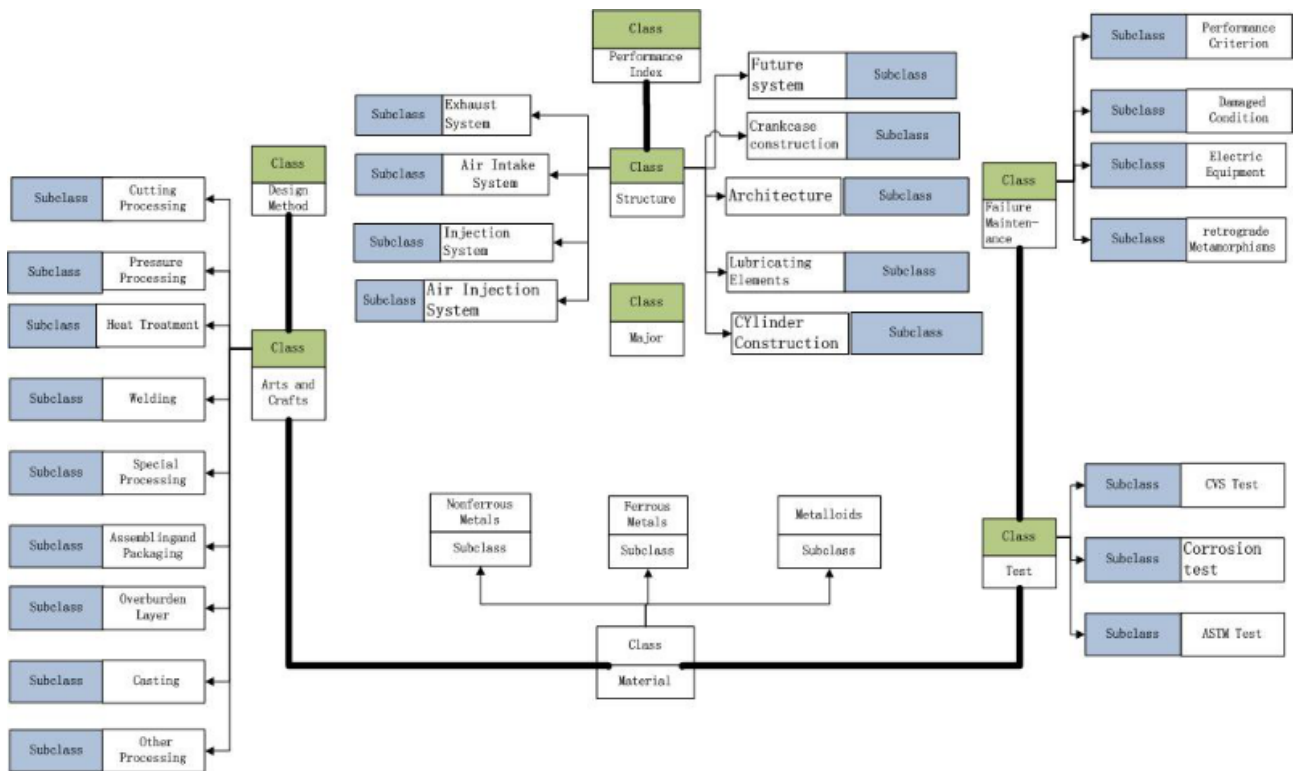 Class
Performance
Index
Subclass
Performance
Criterion
Future
system
Subclass
Subclass
Exhaust
System
Subclass
Damaged
Condition
Crankcase
construction
Subclass
Class
Design
Method
Class
Structure
Subclass
Air Intake
System
Subclass
Electric
Equipment
Class
Failure
Mainten-
ance
Subclass
Cutting
Processing
Architecture
Subclass
Subclass
Injection
System
Subclass
retrograde
Metamorphisms
Subclass
Pressure
Processing
Lubricating
Elements
Subclass
Subclass
Air Injection
System
Class
Major
Subclass
Heat Treatment
CYlinder
Construction
Subclass
Class
Arts and
Crafts
Subclass
Welding
Subclass
Special
Processing
Subclass
CVS Test
Nonferrous
Metals
Subclass
Ferrous
Metals
Subclass
Metalloids
Subclass
Class
Test
Subclass
Assemblingand
Packaging
Subclass
Corrosion
test
Subclass
Overburden
Layer
Subclass
ASTM Test
Class
Material
Subclass
Casting
Subclass
Other
Processing